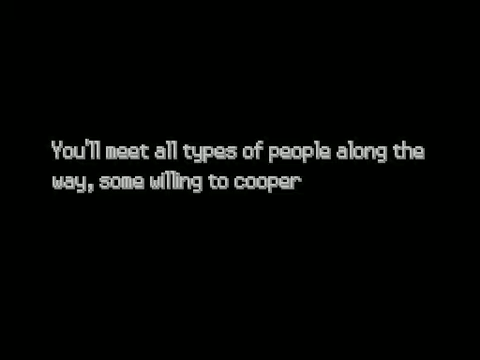 You'll meet all types of people along the
way, some willing to cooper